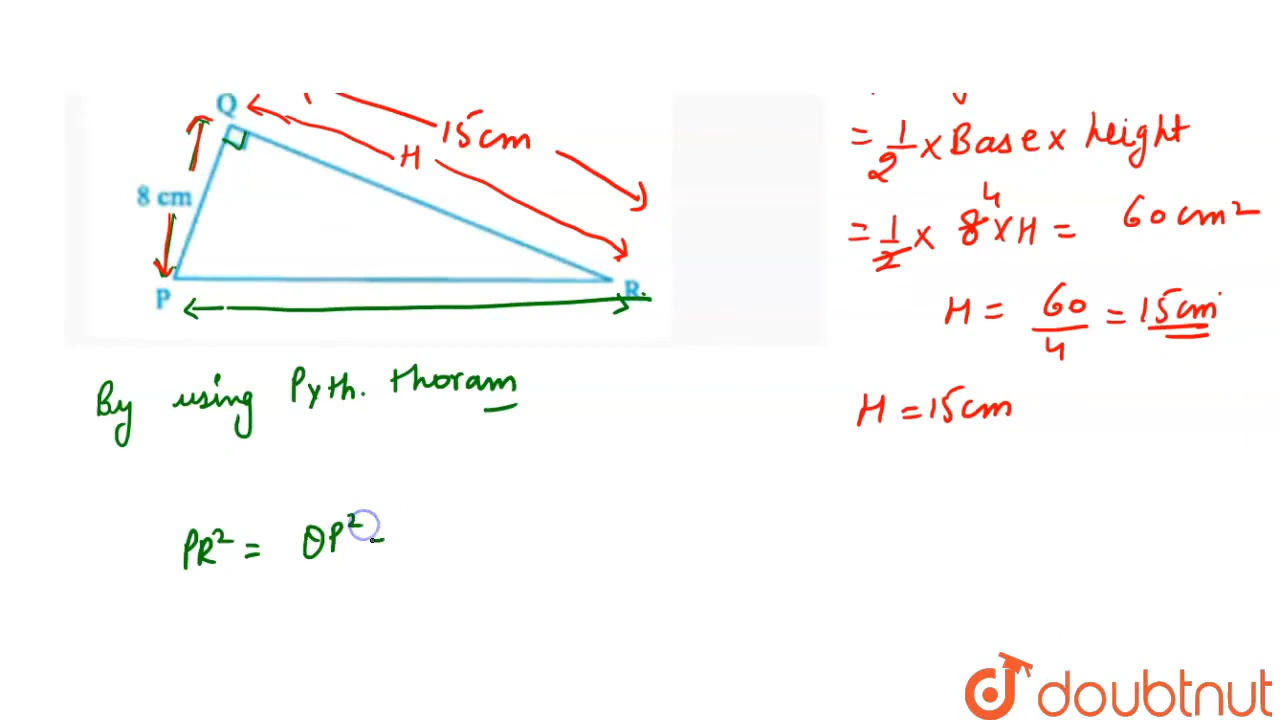 Q
15cm
H
8 cm
P
R
= 1/2 × Base × height
= 1/2 × 8 4 × H = 60 cm²
H = 60/4 = 15cm
H = 15cm
By using Pyth. thoram
PR² = QP²
doubtnut